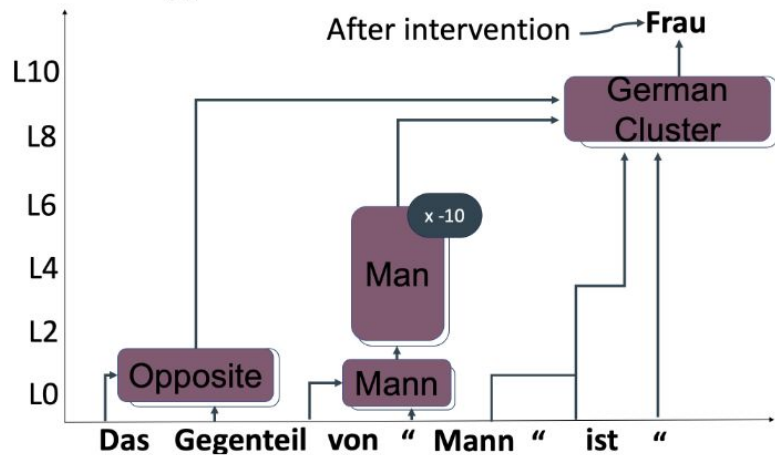 After intervention Frau
L10
German
Cluster
L8
L6
x -10
L4
Man
L2
Opposite
Mann
L0
Das Gegenteil von “ Mann “ ist “